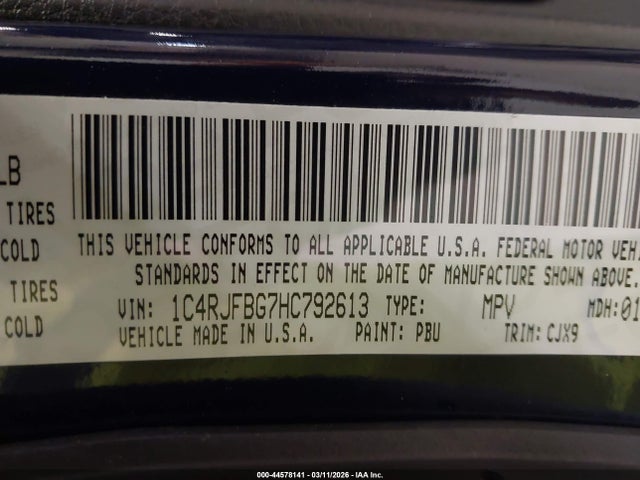 LB
TIRES
COLD
TIRES
COLD
THIS VEHICLE CONFORMS TO ALL APPLICABLE U.S.A. FEDERAL MOTOR VEHI
STANDARDS IN EFFECT ON THE DATE OF MANUFACTURE SHOWN ABOVE.
VIN: 1C4RJFBG7HC792613 TYPE: MPV MDH:01
VEHICLE MADE IN U.S.A. PAINT: PBU TRIM: CJX9
000-44578141 - 03/11/2026 - IAA Inc.